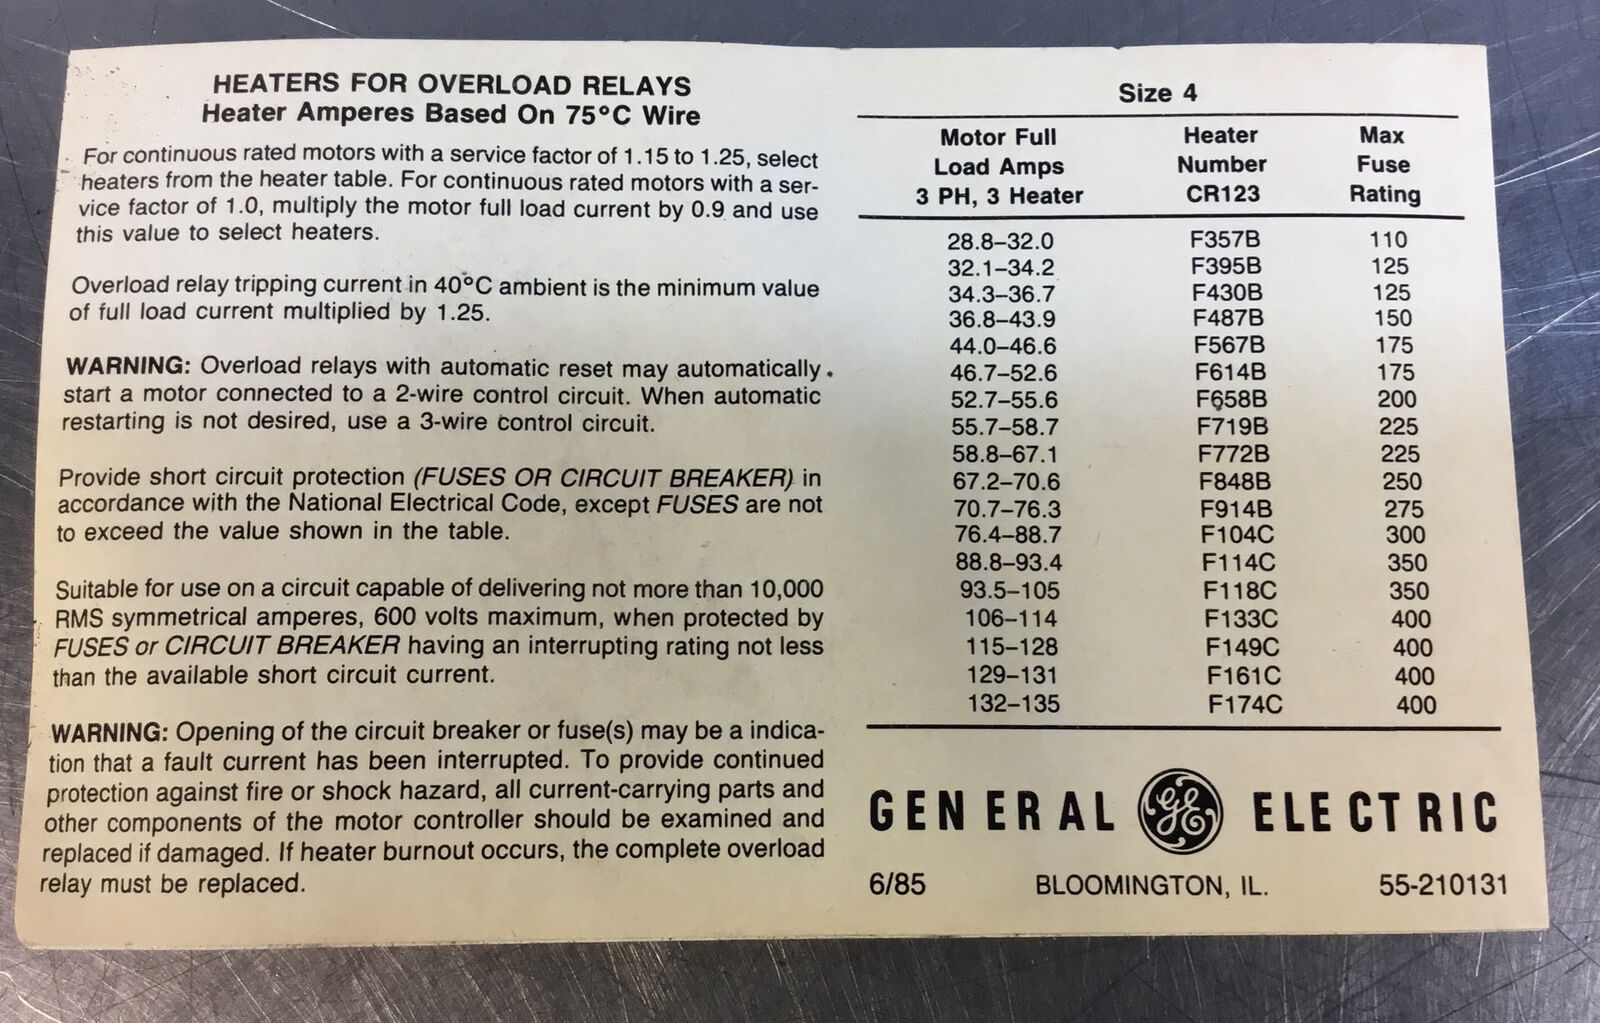 HEATERS FOR OVERLOAD RELAYS
Heater Amperes Based On 75°C Wire
For continuous rated motors with a service factor of 1.15 to 1.25, select
heaters from the heater table. For continuous rated motors with a ser-
vice factor of 1.0, multiply the motor full load current by 0.9 and use
this value to select heaters.
Overload relay tripping current in 40°C ambient is the minimum value
of full load current multiplied by 1.25.
WARNING: Overload relays with automatic reset may automatically
start a motor connected to a 2-wire control circuit. When automatic
restarting is not desired, use a 3-wire control circuit.
Provide short circuit protection (FUSES OR CIRCUIT BREAKER) in
accordance with the National Electrical Code, except FUSES are not
to exceed the value shown in the table.
Suitable for use on a circuit capable of delivering not more than 10,000
RMS symmetrical amperes, 600 volts maximum, when protected by
FUSES or CIRCUIT BREAKER having an interrupting rating not less
than the available short circuit current.
WARNING: Opening of the circuit breaker or fuse(s) may be a indica-
tion that a fault current has been interrupted. To provide continued
protection against fire or shock hazard, all current-carrying parts and
other components of the motor controller should be examined and
replaced if damaged. If heater burnout occurs, the complete overload
relay must be replaced.
Size 4
Motor Full Heater Max
Load Amps Number Fuse
3 PH, 3 Heater CR123 Rating
28.8–32.0 F357B 110
32.1–34.2 F395B 125
34.3–36.7 F430B 125
36.8–43.9 F487B 150
44.0–46.6 F567B 175
46.7–52.6 F614B 175
52.7–55.6 F658B 200
55.7–58.7 F719B 225
58.8–67.1 F772B 225
67.2–70.6 F848B 250
70.7–76.3 F914B 275
76.4–88.7 F104C 300
88.8–93.4 F114C 350
93.5–105 F118C 350
106–114 F133C 400
115–128 F149C 400
129–131 F161C 400
132–135 F174C 400
GENERAL GE ELECTRIC
6/85 BLOOMINGTON, IL. 55-210131